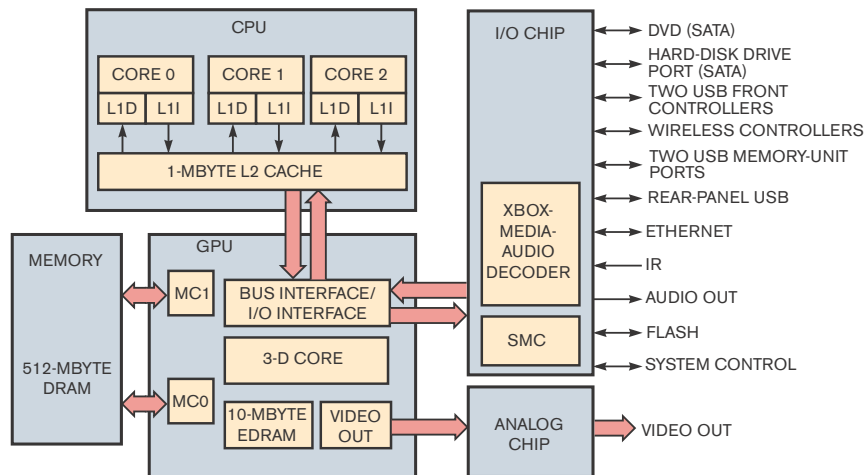 CPU
CORE 0
CORE 1
CORE 2
L1D
L1I
L1D
L1I
L1D
L1I
1-MBYTE L2 CACHE
MEMORY
512-MBYTE
DRAM
GPU
MC1
MC0
BUS INTERFACE/
I/O INTERFACE
3-D CORE
10-MBYTE
EDRAM
VIDEO
OUT
I/O CHIP
XBOX-
MEDIA-
AUDIO
DECODER
SMC
ANALOG
CHIP
DVD (SATA)
HARD-DISK DRIVE
PORT (SATA)
TWO USB FRONT
CONTROLLERS
WIRELESS CONTROLLERS
TWO USB MEMORY-UNIT
PORTS
REAR-PANEL USB
ETHERNET
IR
AUDIO OUT
FLASH
SYSTEM CONTROL
VIDEO OUT